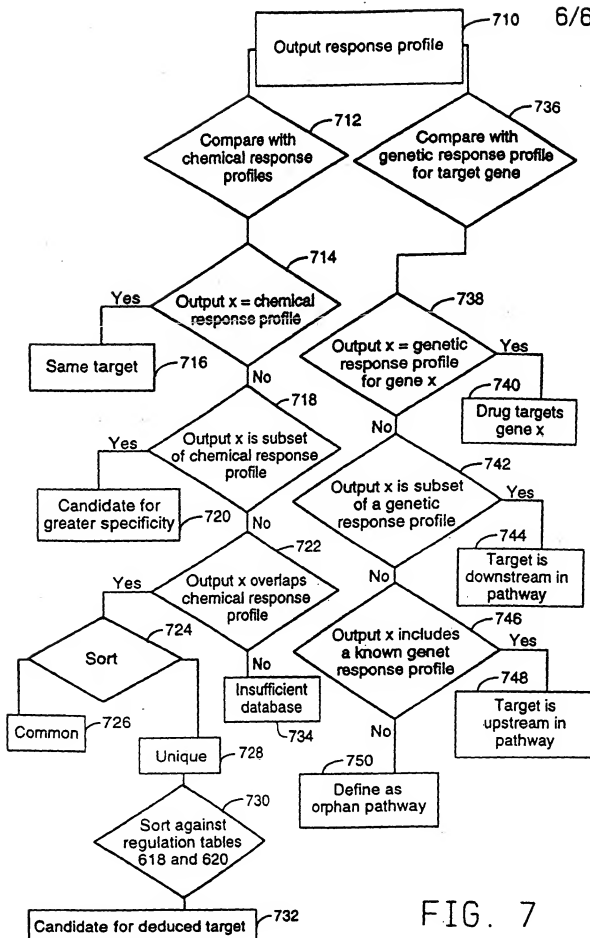 6/6
710
Output response profile
712
Compare with
chemical response
profiles
736
Compare with
genetic response profile
for target gene
714
Output x = chemical
response profile
Yes
Same target
716
No
738
Output x = genetic
response profile
for gene x
Yes
740
Drug targets
gene x
No
718
Output x is subset
of chemical response
profile
Yes
Candidate for
greater specificity
720
No
742
Output x is subset
of a genetic
response profile
Yes
744
Target is
downstream in
pathway
No
722
Output x overlaps
chemical response
profile
Yes
724
Sort
No
Insufficient
database
734
746
Output x includes
a known genet
response profile
Yes
748
Target is
upstream in
pathway
No
Common
726
Unique
728
750
Define as
orphan pathway
730
Sort against
regulation tables
618 and 620
Candidate for deduced target
732
FIG. 7